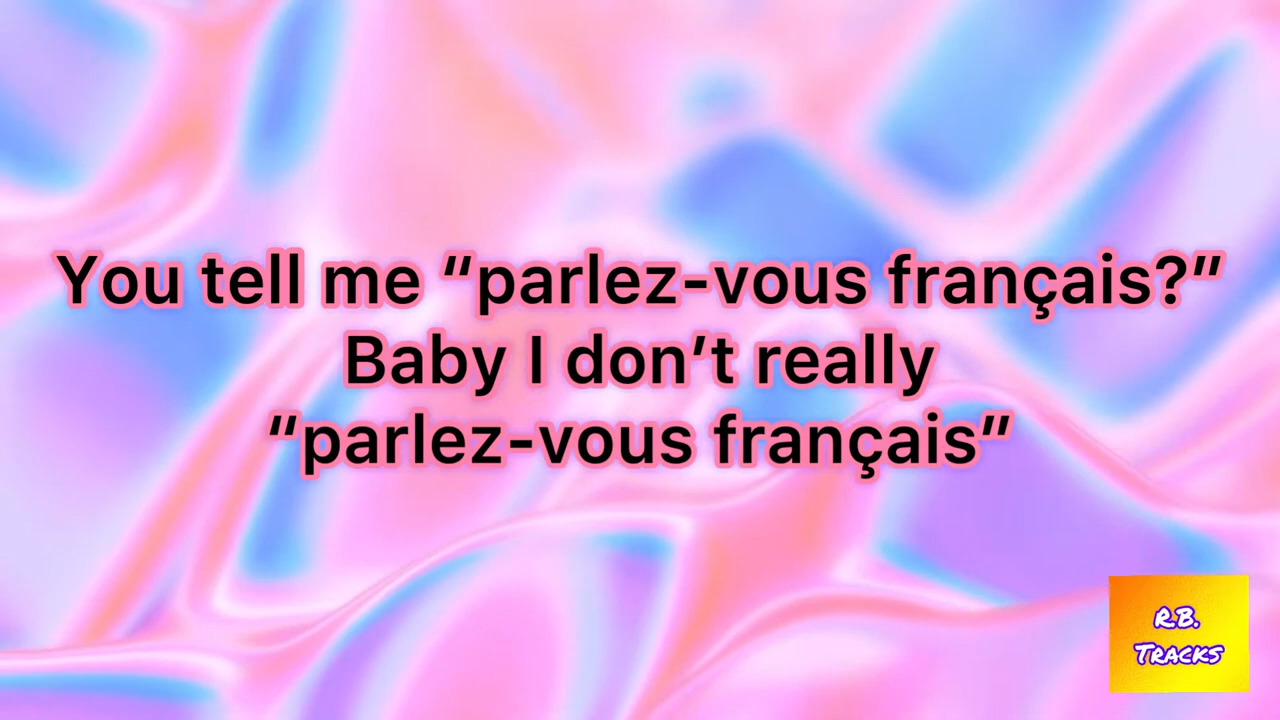 You tell me “parlez-vous français?”
Baby I don’t really
“parlez-vous français”
R.B.
TRACKS